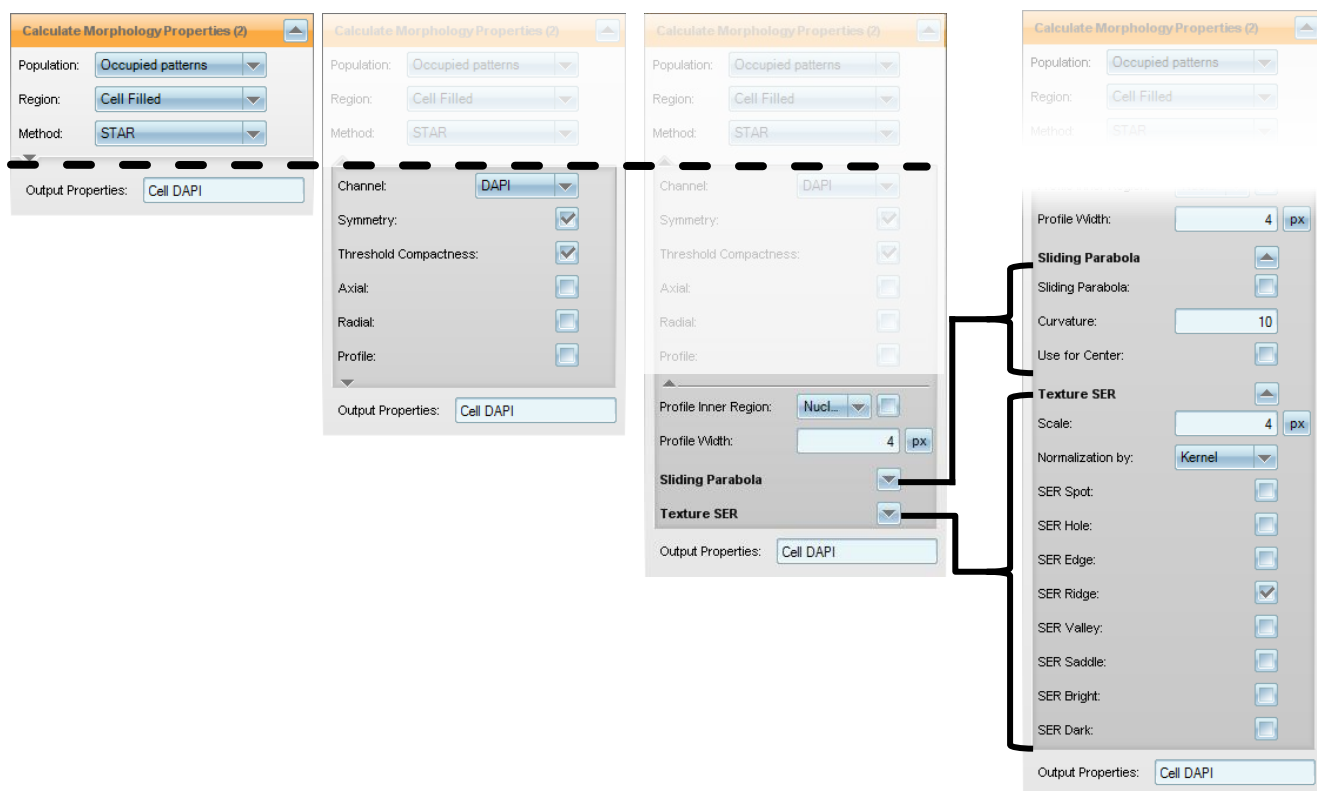 Calculate Morphology Properties (2)
Population: Occupied patterns
Region: Cell Filled
Method: STAR
Output Properties: Cell DAPI
Calculate Morphology Properties (2)
Population: Occupied patterns
Region: Cell Filled
Method: STAR
Channel: DAPI
Symmetry:
Threshold Compactness:
Axial:
Radial:
Profile:
Output Properties: Cell DAPI
Calculate Morphology Properties (2)
Population: Occupied patterns
Region: Cell Filled
Method: STAR
Channel: DAPI
Symmetry:
Threshold Compactness:
Axial:
Radial:
Profile:
Profile Inner Region: Nucl...
Profile Width: 4 px
Sliding Parabola
Texture SER
Output Properties: Cell DAPI
Calculate Morphology Properties (2)
Population: Occupied patterns
Region: Cell Filled
Method: STAR
Profile Width: 4 px
Sliding Parabola
Sliding Parabola:
Curvature: 10
Use for Center:
Texture SER
Scale: 4 px
Normalization by: Kernel
SER Spot:
SER Hole:
SER Edge:
SER Ridge:
SER Valley:
SER Saddle:
SER Bright:
SER Dark:
Output Properties: Cell DAPI